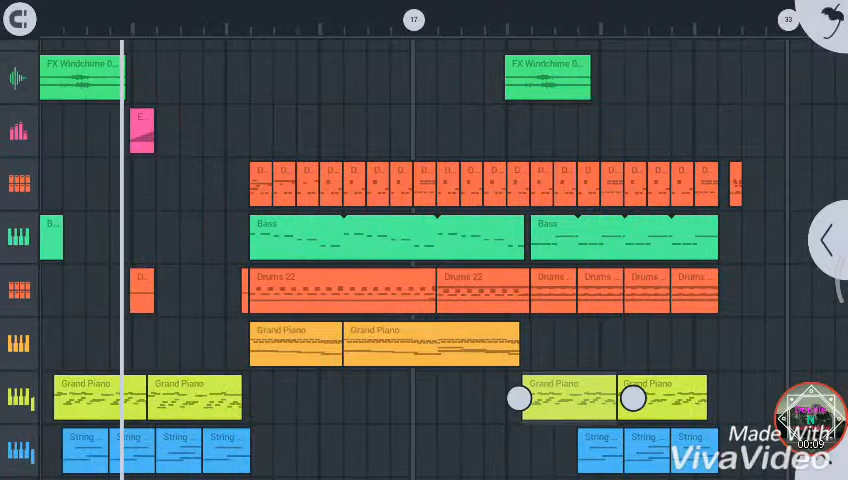 17
33
FX Windchime 0...
FX Windchime 0...
E...
D... D... D... D... D... D... D... D... D... D... D... D... D... D... D... D... D... D... D... D... D...
B...
Bass
Bass
D...
Drums 22
Drums 22
Drums ...
Drums ...
Drums ...
Drums ...
Grand Piano
Grand Piano
Grand Piano
Grand Piano
Grand Piano
Grand Piano
String ...
String ...
String ...
String ...
String ...
String ...
String ...
Made With
00:09
VivaVideo